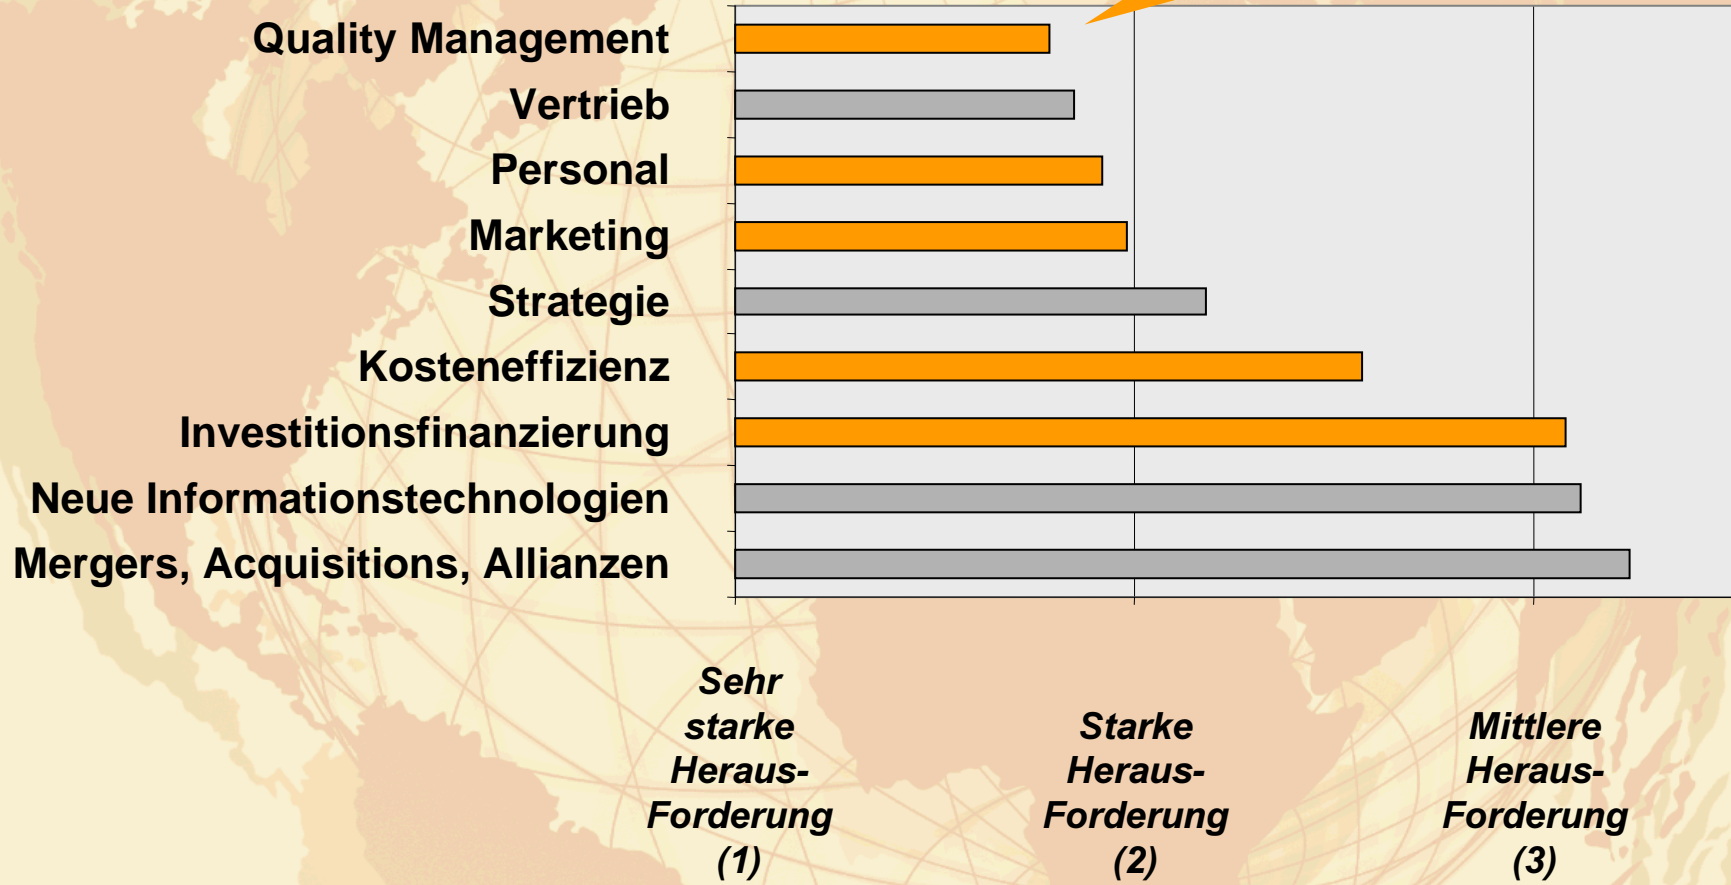 Quality Management
Vertrieb
Personal
Marketing
Strategie
Kosteneffizienz
Investitionsfinanzierung
Neue Informationstechnologien
Mergers, Acquisitions, Allianzen
Sehr
starke
Heraus-
Forderung
(1)
Starke
Heraus-
Forderung
(2)
Mittlere
Heraus-
Forderung
(3)